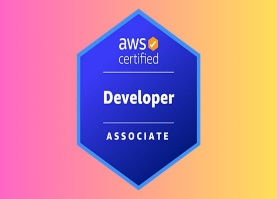 aws
certified
Developer
ASSOCIATE